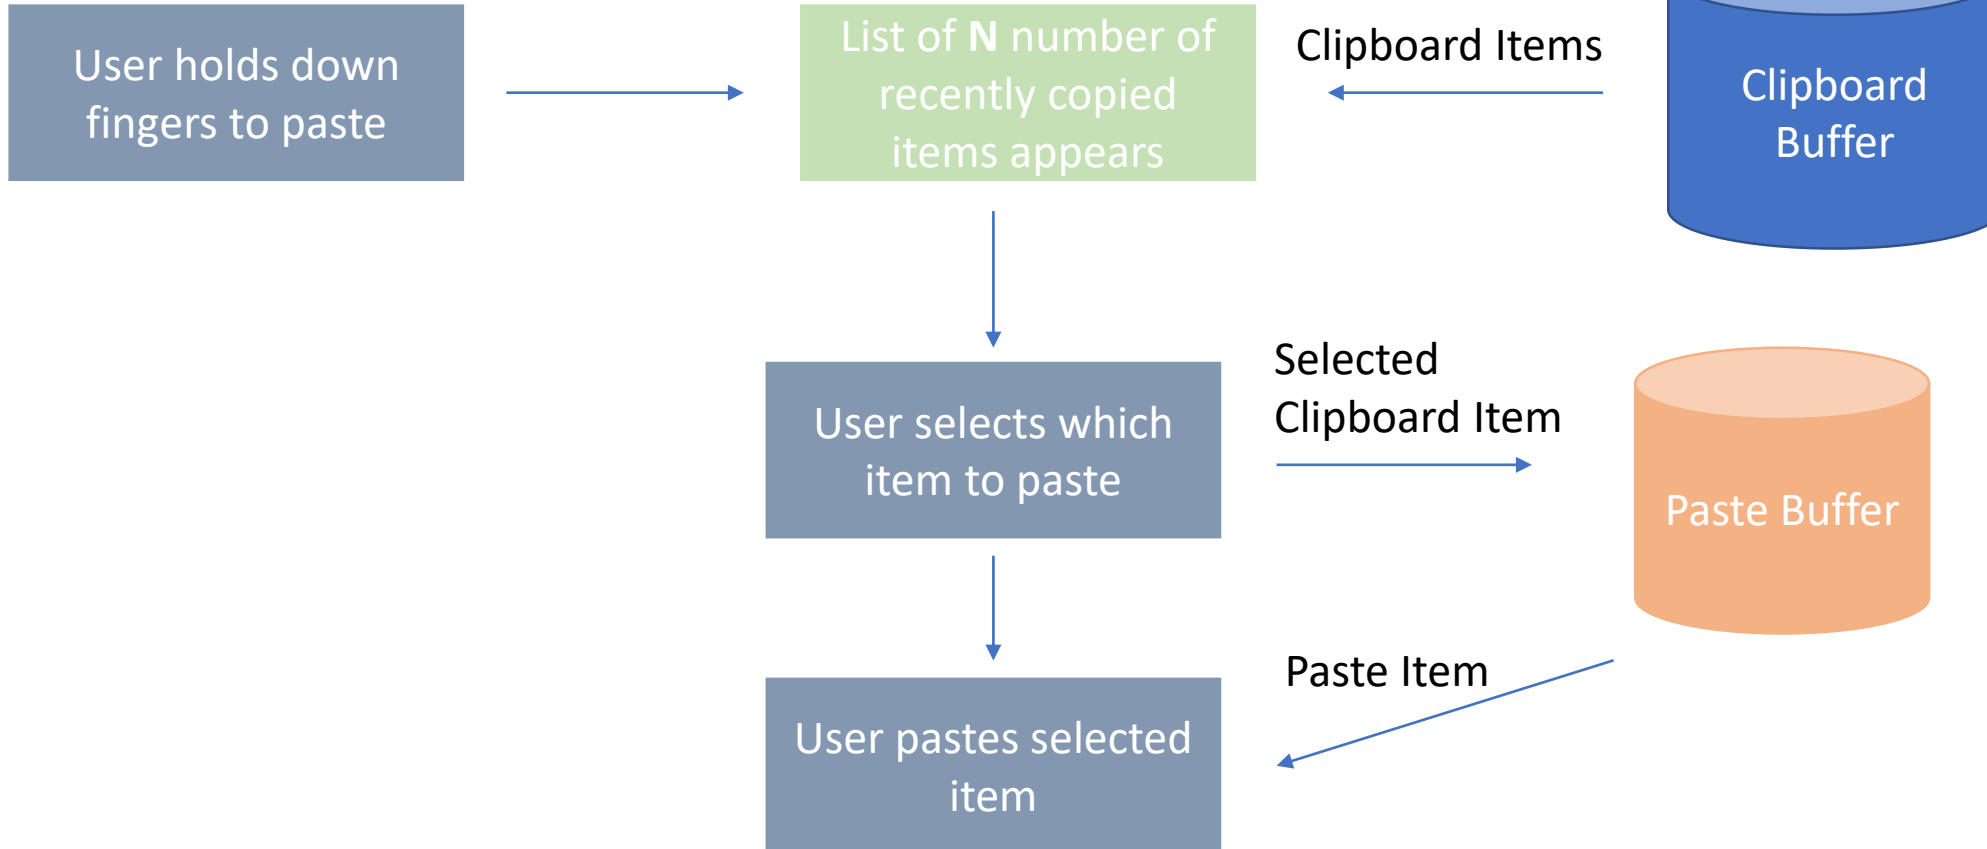 User holds down
fingers to paste
List of N number of
recently copied
items appears
Clipboard Items
Clipboard
Buffer
User selects which
item to paste
Selected
Clipboard Item
Paste Buffer
Paste Item
User pastes selected
item